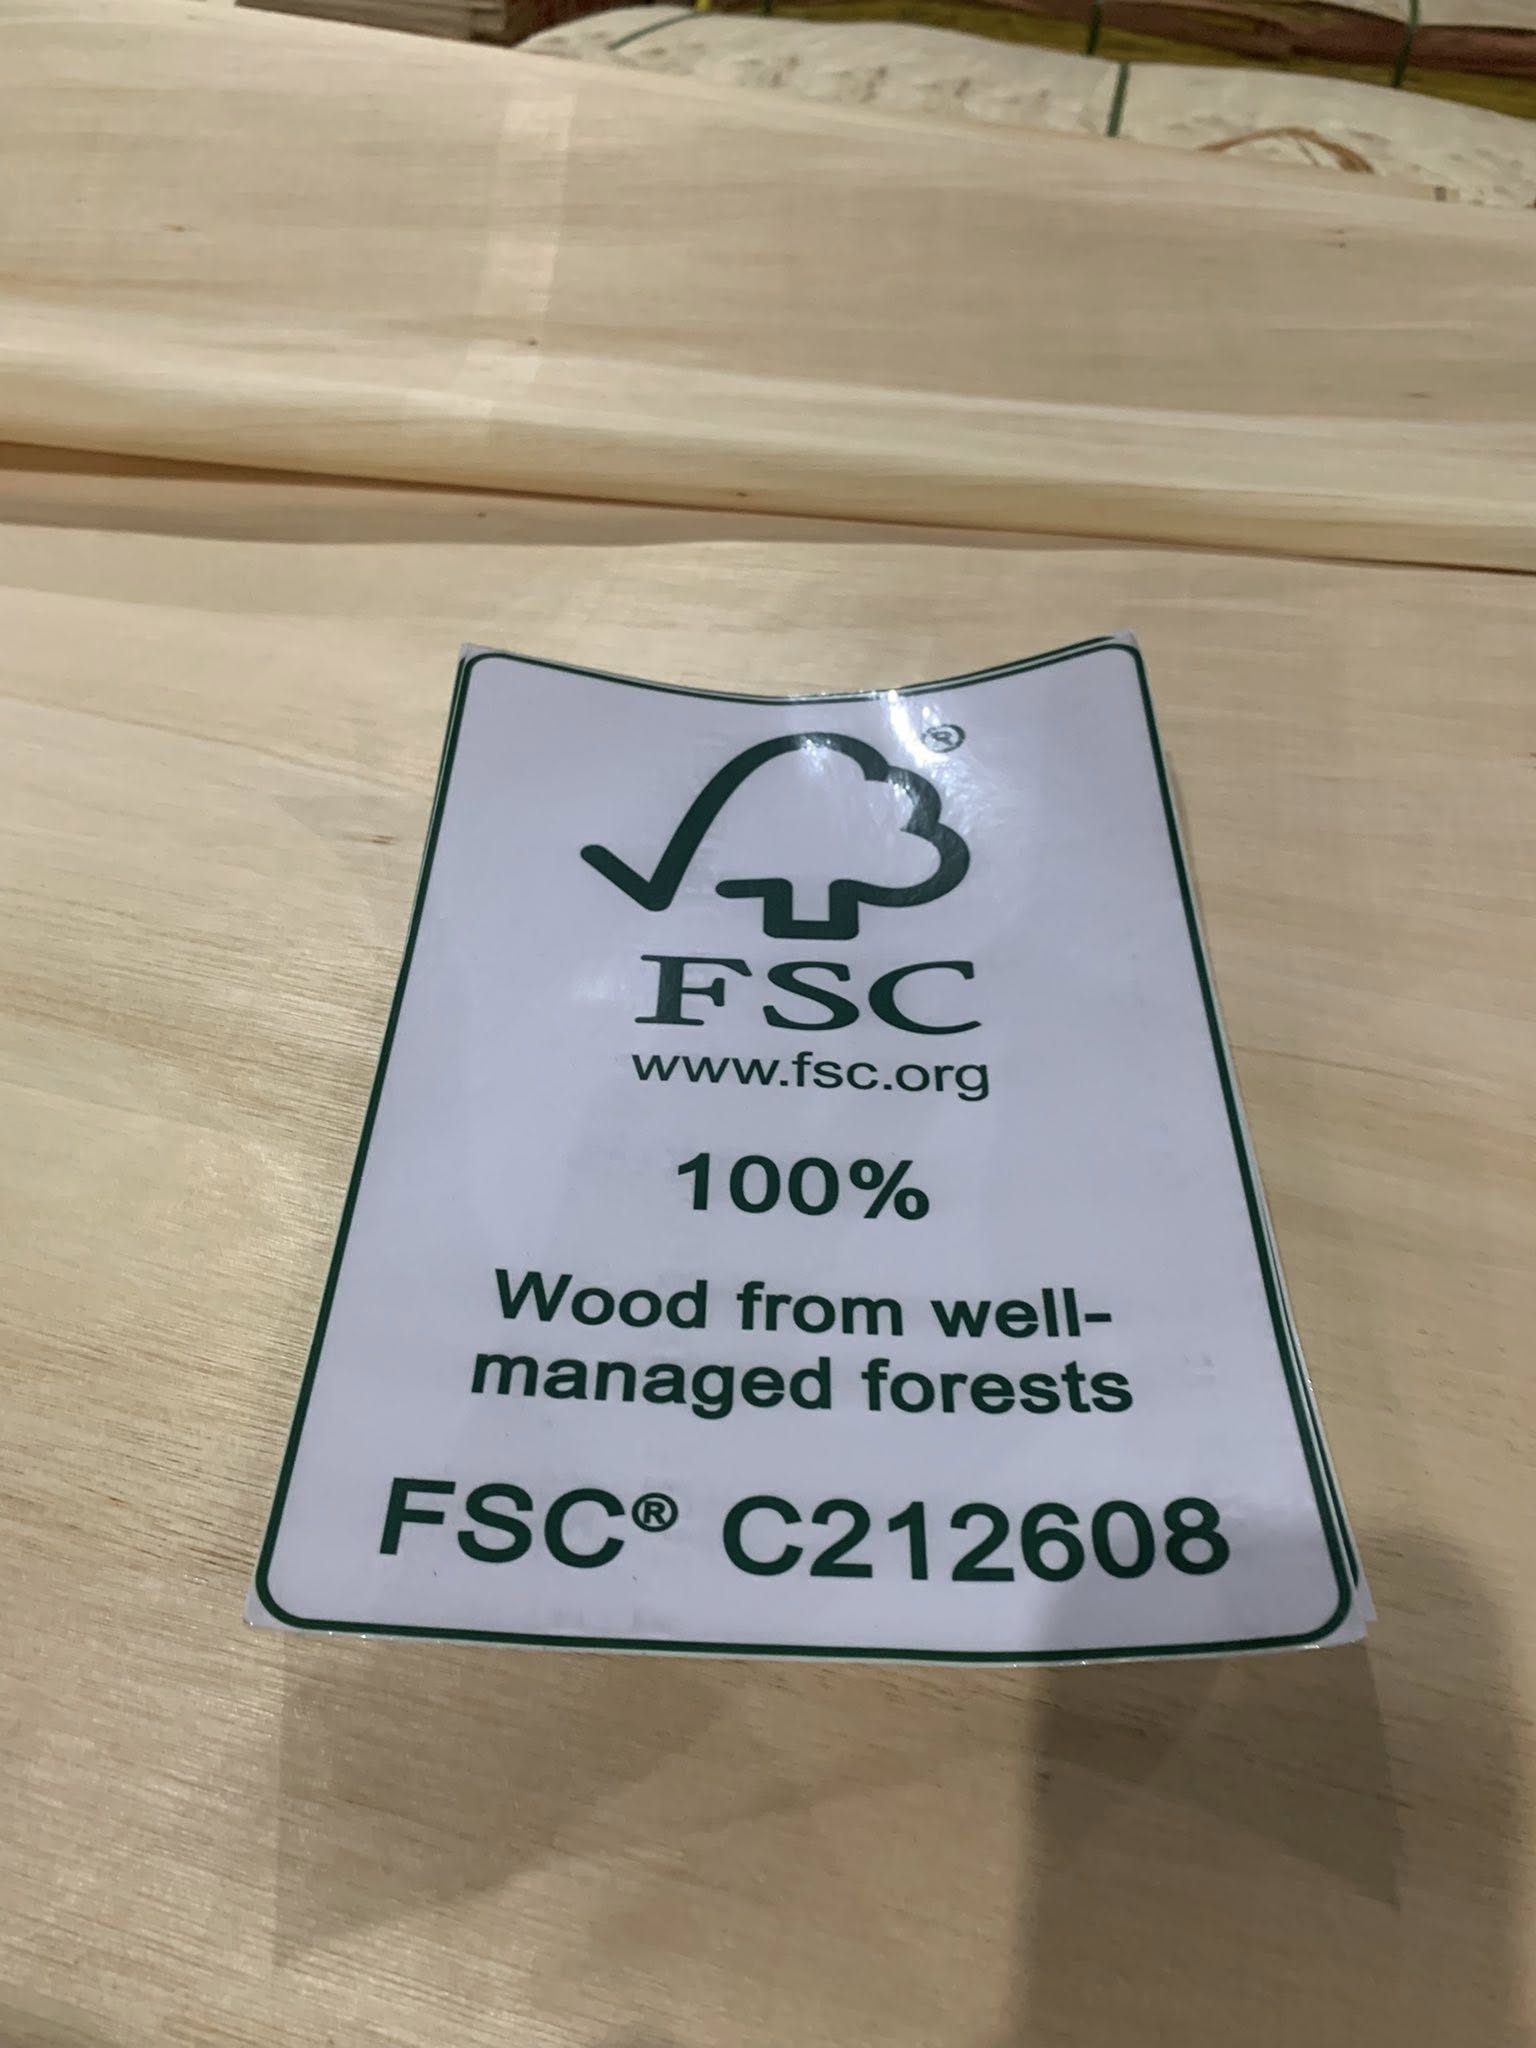 ®
FSC
www.fsc.org
100%
Wood from well-
managed forests
FSC® C212608